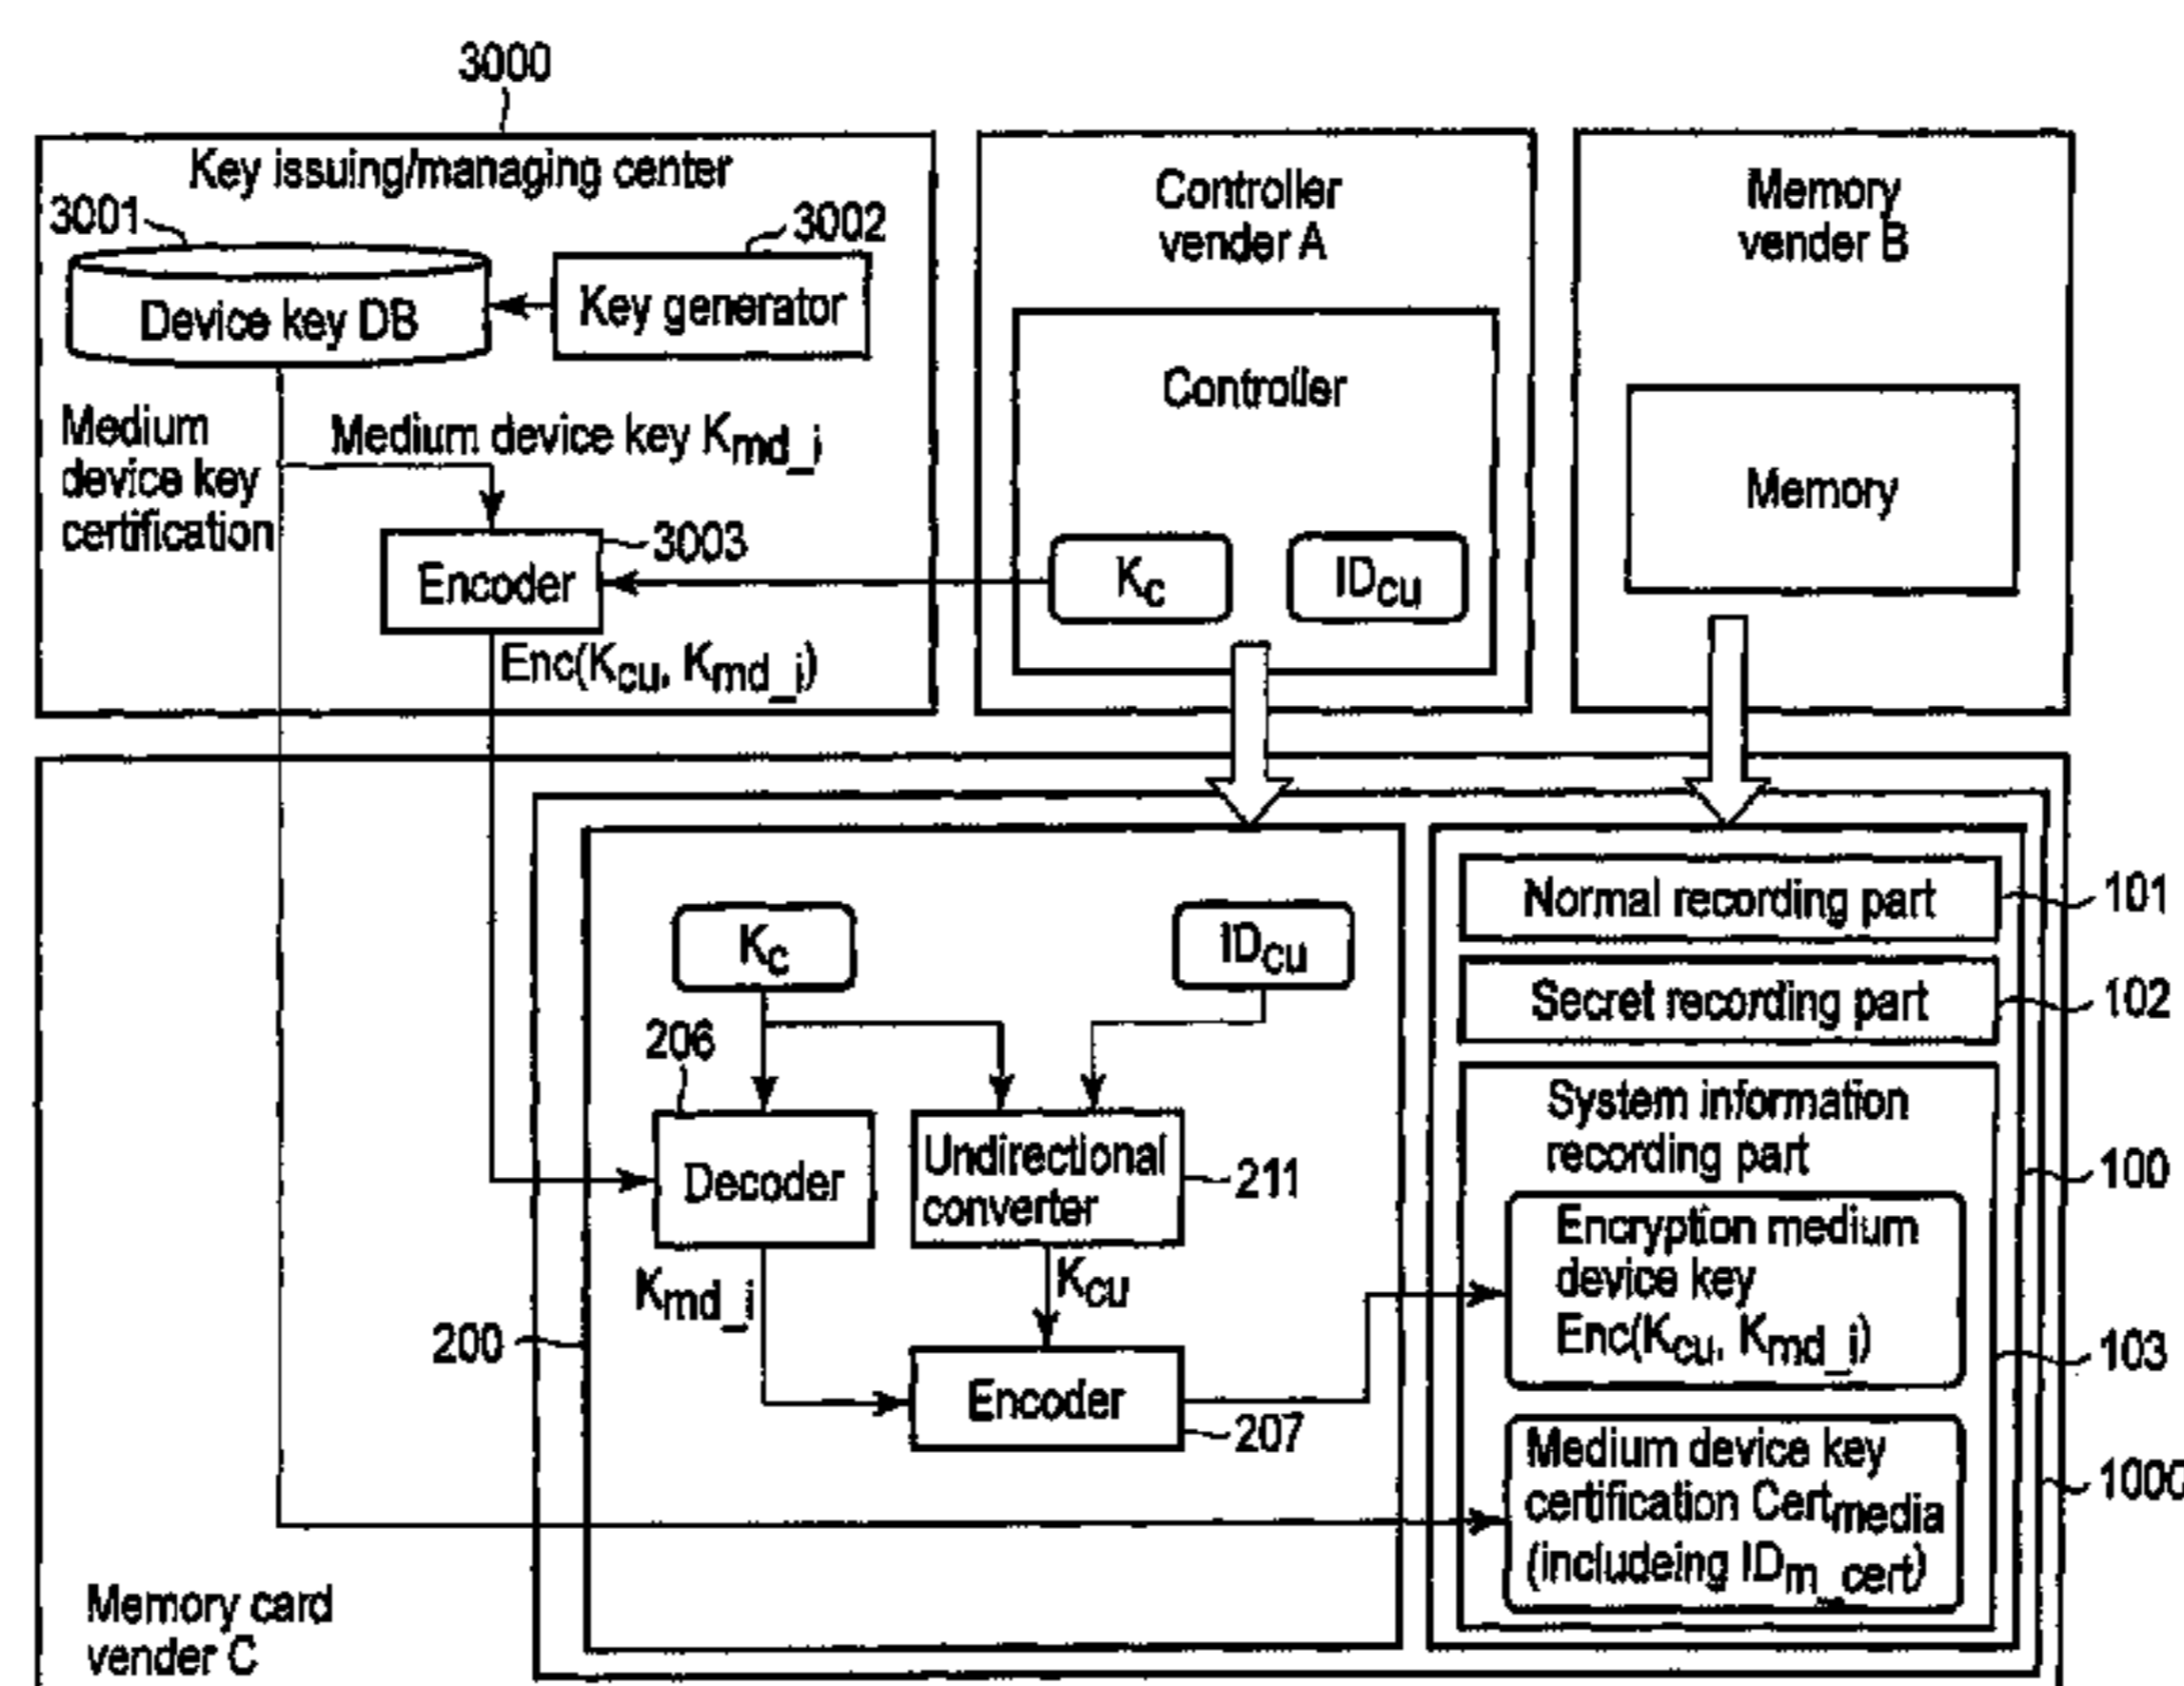 3000
Key issuing/managing center
3001
3002
Device key DB
Key generator
Medium
device key
certification
Medium device key Kmd_i
3003
Encoder
Enc(Kcu, Kmd_i)
Controller
vender A
Controller
Kc
IDcu
Memory
vender B
Memory
Kc
IDcu
206
Decoder
Undirectional
converter
211
Kmd_i
Kcu
200
Encoder
207
Normal recording part
101
Secret recording part
102
System information
recording part
100
Encryption medium
device key
Enc(Kcu, Kmd_i)
103
Medium device key
certification Certmedia
(includeing IDm_cert)
1000
Memory card
vender C